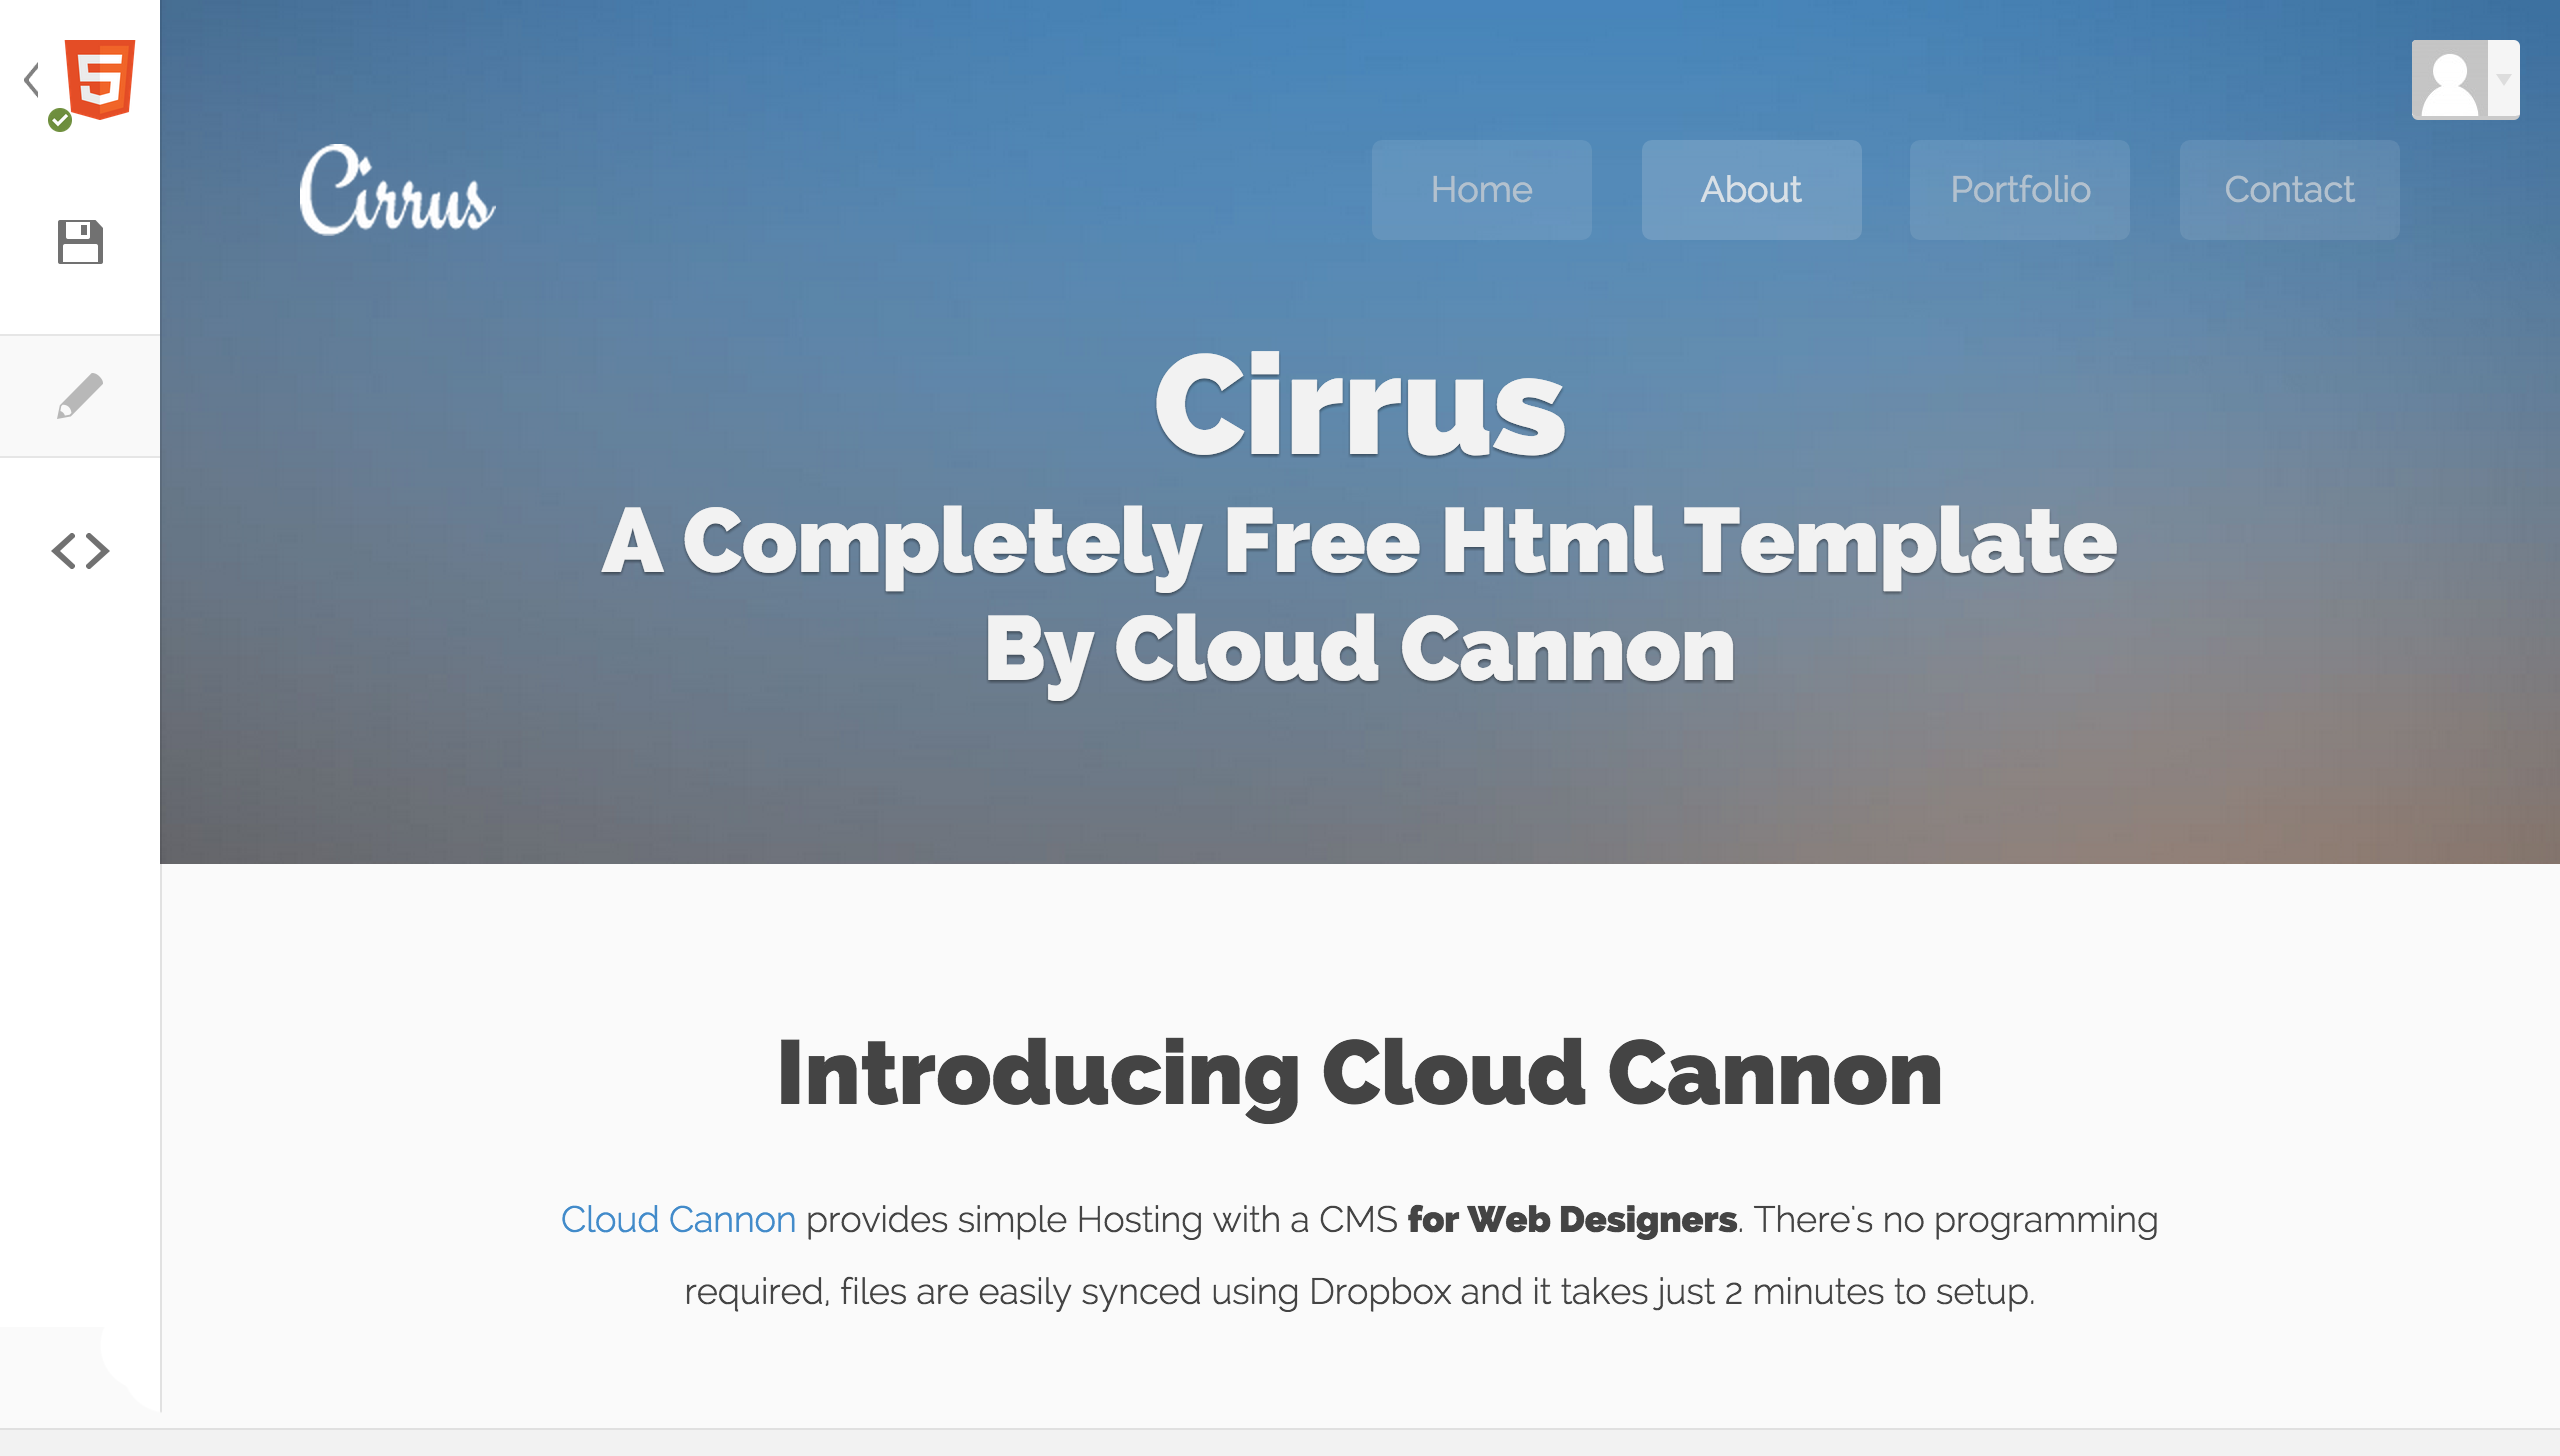 Cirrus
Home
About
Portfolio
Contact
Cirrus
A Completely Free Html Template
By Cloud Cannon
Introducing Cloud Cannon
Cloud Cannon provides simple Hosting with a CMS for Web Designers. There's no programming
required, files are easily synced using Dropbox and it takes just 2 minutes to setup.